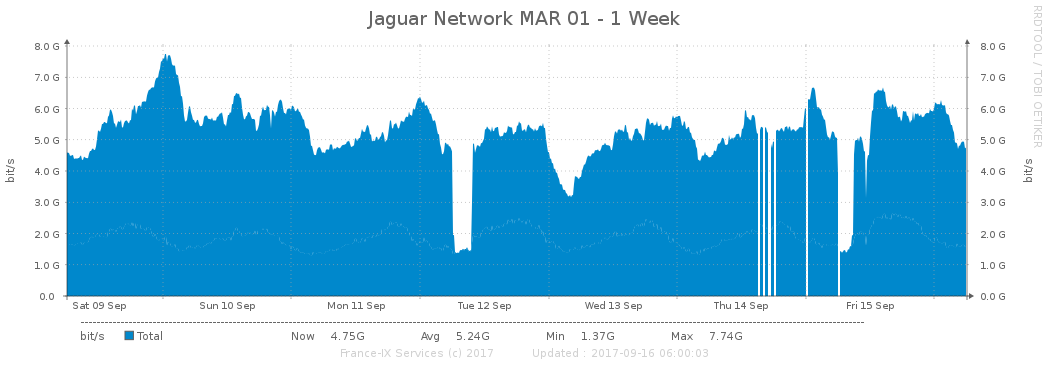 Jaguar Network MAR 01 - 1 Week
RRDTOOL / TOBI OETIKER
bit/s
8.0 G 8.0 G
7.0 G 7.0 G
6.0 G 6.0 G
5.0 G 5.0 G
4.0 G 4.0 G
3.0 G 3.0 G
2.0 G 2.0 G
1.0 G 1.0 G
0.0 0.0 G
bit/s
Sat 09 Sep Sun 10 Sep Mon 11 Sep Tue 12 Sep Wed 13 Sep Thu 14 Sep Fri 15 Sep
bit/s Total Now 4.75G Avg 5.24G Min 1.37G Max 7.74G
France-IX Services (c) 2017 Updated : 2017-09-16 06:00:03